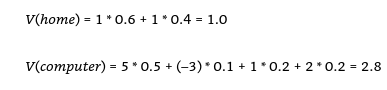 V(home) = 1 * 0.6 + 1 * 0.4 = 1.0
V(computer) = 5 * 0.5 + (–3) * 0.1 + 1 * 0.2 + 2 * 0.2 = 2.8